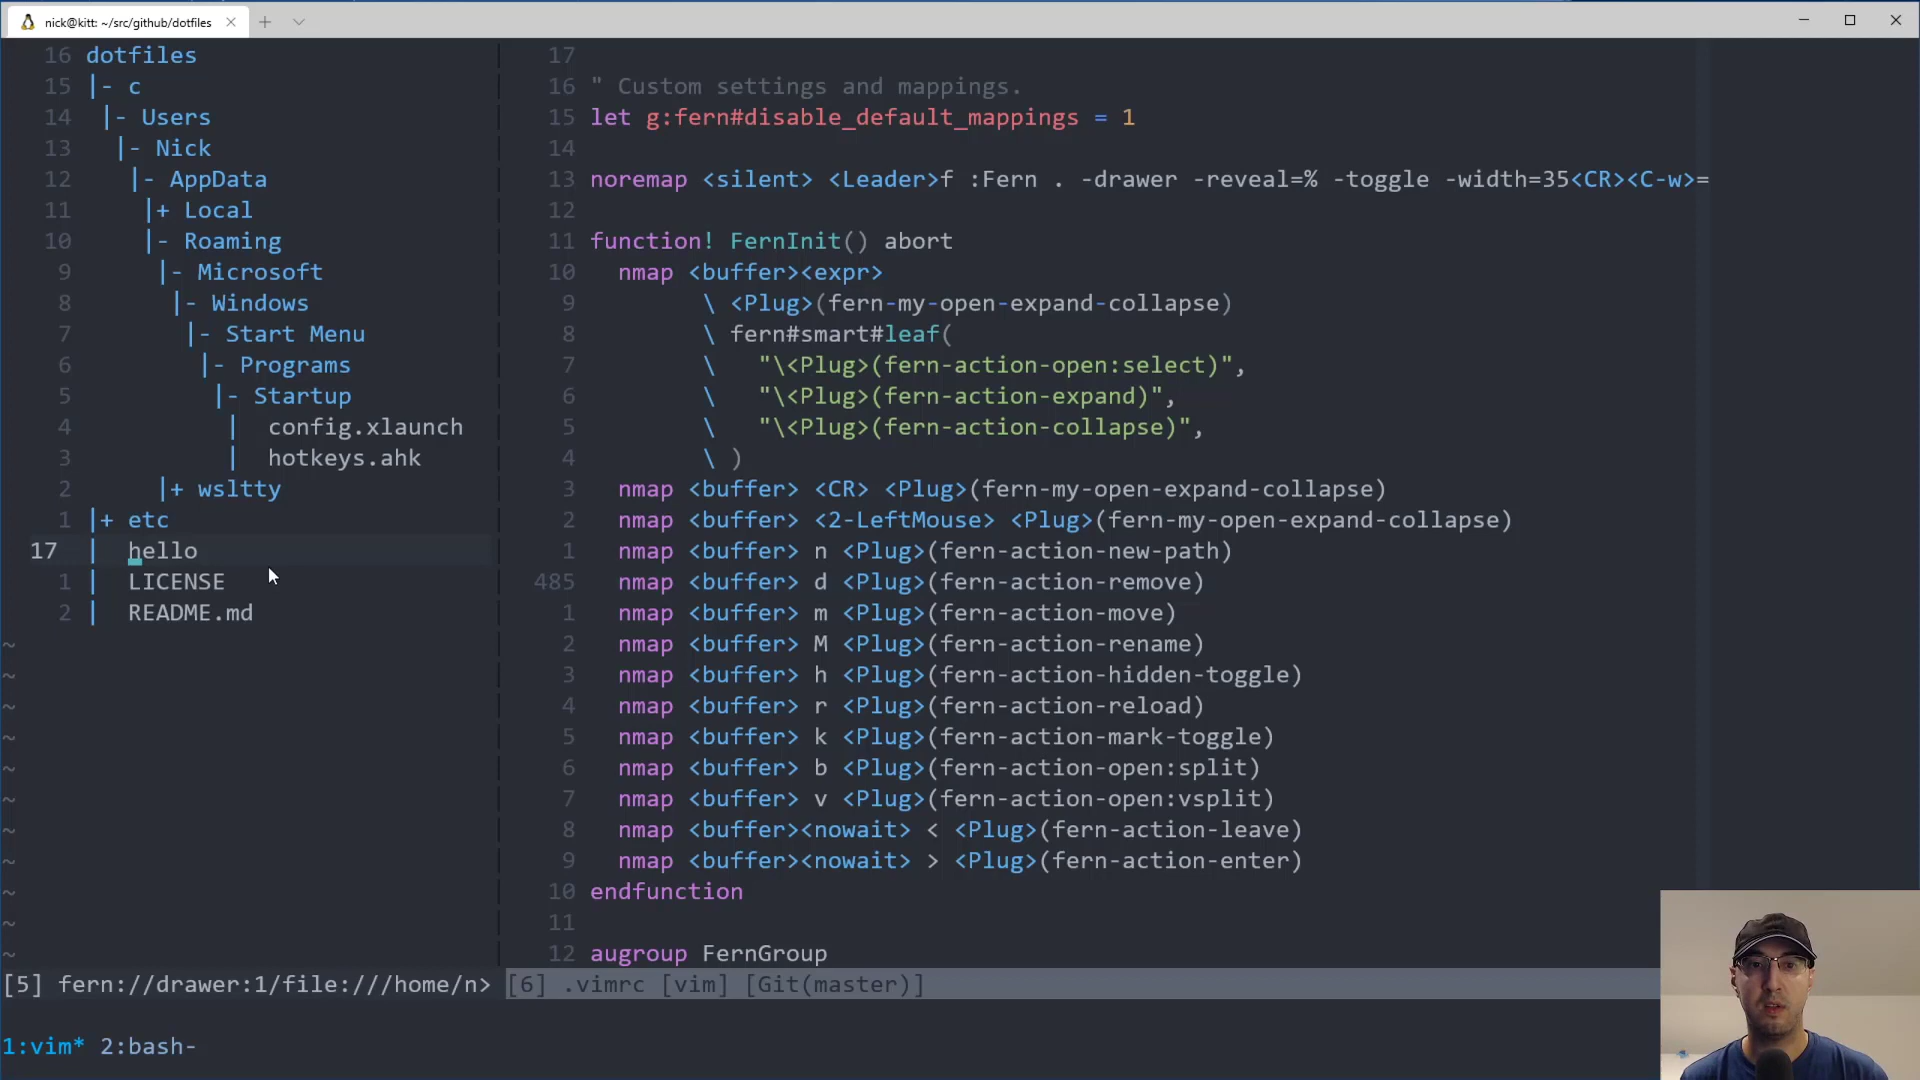 nick@kitt: ~/src/github/dotfiles
16 dotfiles
15 |- c
14 |- Users
13 |- Nick
12 |- AppData
11 |+ Local
10 |- Roaming
9 |- Microsoft
8 |- Windows
7 |- Start Menu
6 |- Programs
5 |- Startup
4 | config.xlaunch
3 | hotkeys.ahk
2 |+ wsltty
1 |+ etc
17 | hello
1 | LICENSE
2 | README.md
~
~
~
~
~
~
~
~
~
~
~
[5] fern://drawer:1/file:///home/n>
17
16 " Custom settings and mappings.
15 let g:fern#disable_default_mappings = 1
14
13 noremap <silent> <Leader>f :Fern . -drawer -reveal=% -toggle -width=35<CR><C-w>=
12
11 function! FernInit() abort
10 nmap <buffer><expr>
9 \ <Plug>(fern-my-open-expand-collapse)
8 \ fern#smart#leaf(
7 \ "\<Plug>(fern-action-open:select)",
6 \ "\<Plug>(fern-action-expand)",
5 \ "\<Plug>(fern-action-collapse)",
4 \ )
3 nmap <buffer> <CR> <Plug>(fern-my-open-expand-collapse)
2 nmap <buffer> <2-LeftMouse> <Plug>(fern-my-open-expand-collapse)
1 nmap <buffer> n <Plug>(fern-action-new-path)
485 nmap <buffer> d <Plug>(fern-action-remove)
1 nmap <buffer> m <Plug>(fern-action-move)
2 nmap <buffer> M <Plug>(fern-action-rename)
3 nmap <buffer> h <Plug>(fern-action-hidden-toggle)
4 nmap <buffer> r <Plug>(fern-action-reload)
5 nmap <buffer> k <Plug>(fern-action-mark-toggle)
6 nmap <buffer> b <Plug>(fern-action-open:split)
7 nmap <buffer> v <Plug>(fern-action-open:vsplit)
8 nmap <buffer><nowait> < <Plug>(fern-action-leave)
9 nmap <buffer><nowait> > <Plug>(fern-action-enter)
10 endfunction
11
12 augroup FernGroup
[6] .vimrc [vim] [Git(master)]
1:vim* 2:bash-